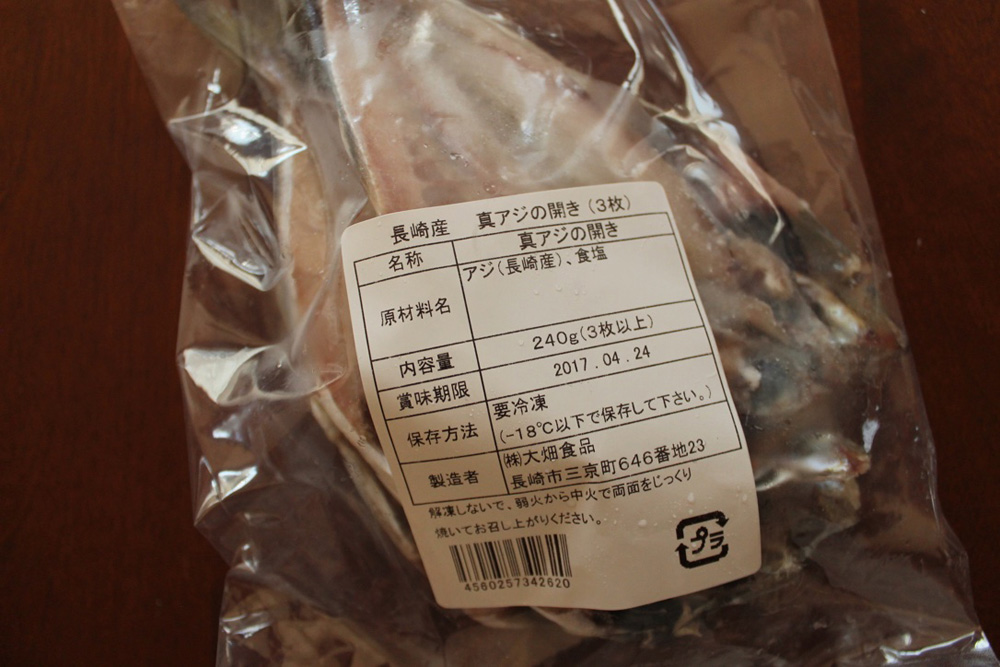 長崎産 真アジの開き(3枚)
名称 真アジの開き
原材料名 アジ(長崎産)、食塩
内容量 240g(3枚以上)
賞味期限 2017.04.24
保存方法 要冷凍
(-18℃以下で保存して下さい。)
製造者 ㈱大畑食品
長崎市三京町646番地23
解凍しないで、弱火から中火で両面をじっくり
焼いてお召し上がりください。
プラ
4560257342620